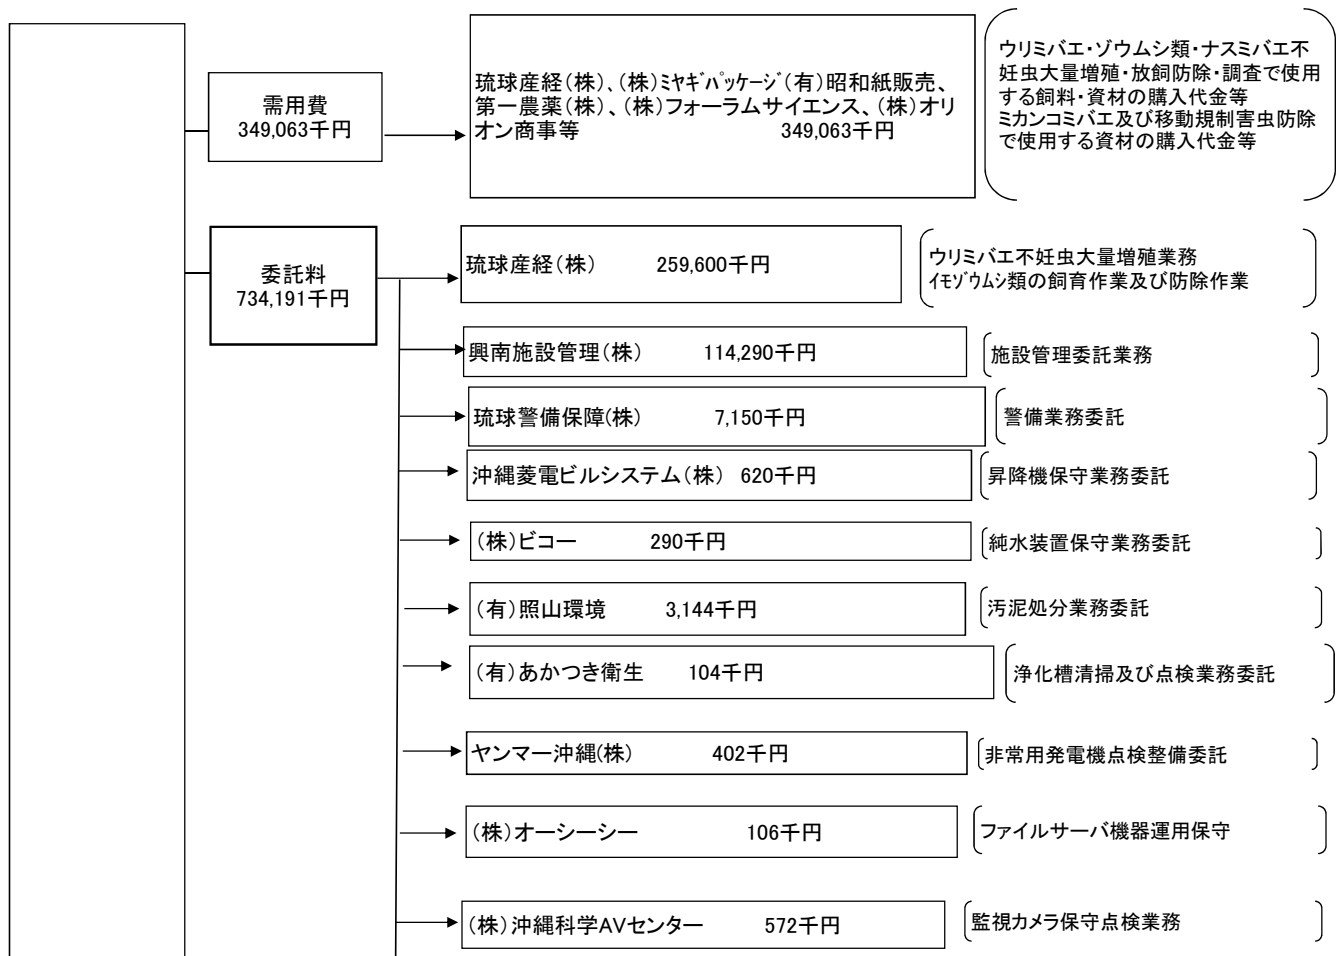 需用費
349,063千円
琉球産経(株)、(株)ﾐﾔｷﾞﾊﾟｯｹｰｼﾞ(有)昭和紙販売、
第一農薬(株)、(株)フォーラムサイエンス、(株)オリ
オン商事等 349,063千円
ウリミバエ・ゾウムシ類・ナスミバエ不
妊虫大量増殖・放飼防除・調査で使用
する飼料・資材の購入代金等
ミカンコミバエ及び移動規制害虫防除
で使用する資材の購入代金等
委託料
734,191千円
琉球産経(株) 259,600千円
ウリミバエ不妊虫大量増殖業務
ｲﾓｿﾞｳﾑｼ類の飼育作業及び防除作業
興南施設管理(株) 114,290千円
施設管理委託業務
琉球警備保障(株) 7,150千円
警備業務委託
沖縄菱電ビルシステム(株) 620千円
昇降機保守業務委託
(株)ビコー 290千円
純水装置保守業務委託
(有)照山環境 3,144千円
汚泥処分業務委託
(有)あかつき衛生 104千円
浄化槽清掃及び点検業務委託
ヤンマー沖縄(株) 402千円
非常用発電機点検整備委託
(株)オーシーシー 106千円
ファイルサーバ機器運用保守
(株)沖縄科学AVセンター 572千円
監視カメラ保守点検業務